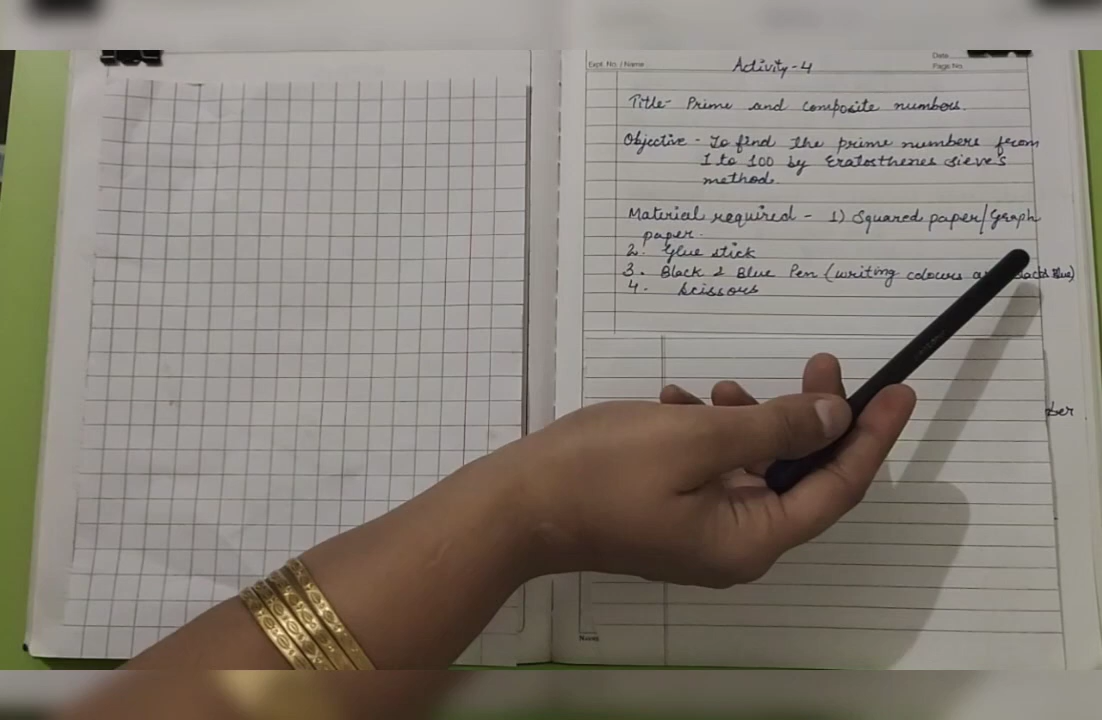 Expt. No. / Name
Date
Page No.
Activity-4
Title- Prime and composite numbers.
Objective - To find the prime numbers from
1 to 100 by Eratosthenes sieve's
method.
Material required - 1) Squared paper/Graph
paper.
2. Glue stick
3. Black & Blue Pen (writing colours Blue)
4. Scissors
ber